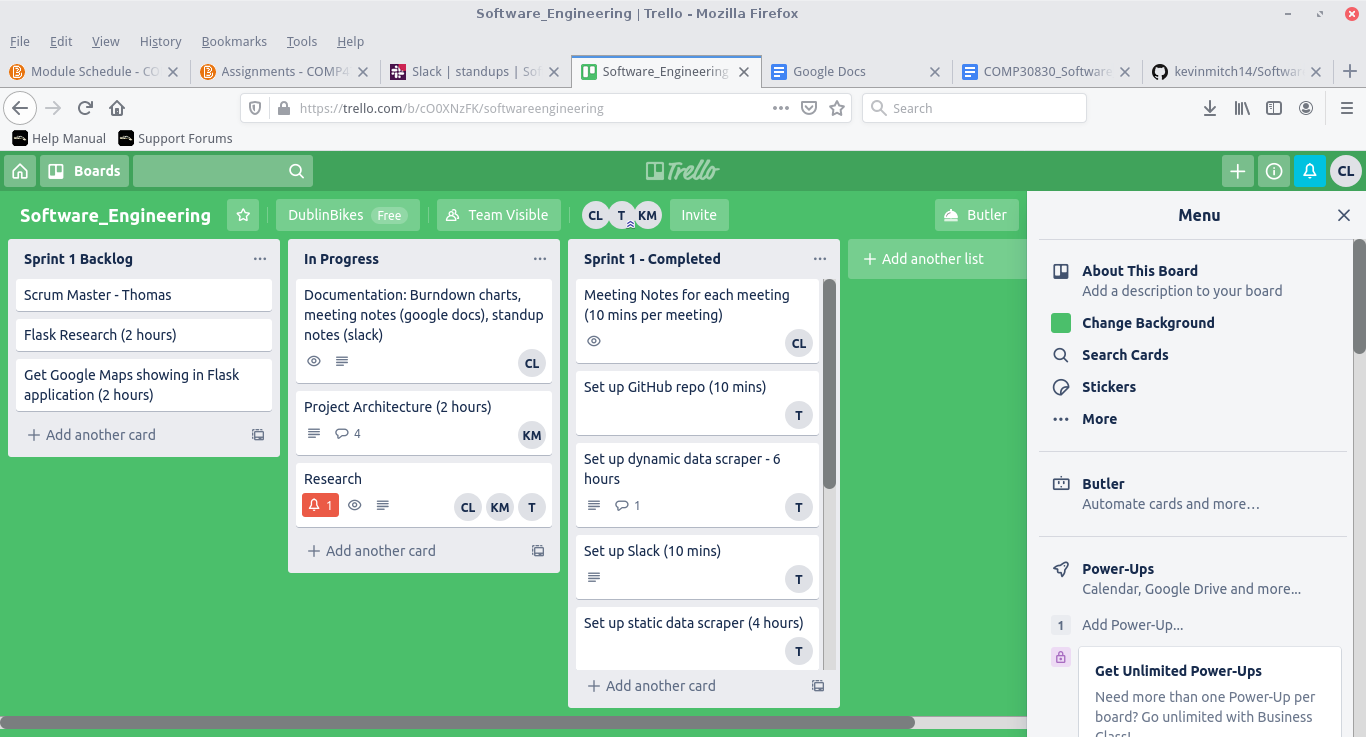 Software_Engineering | Trello - Mozilla Firefox
File Edit View History Bookmarks Tools Help
Module Schedule - CO
Assignments - COMP4
Slack | standups | Sof
Software_Engineering
Google Docs
COMP30830_Software
kevinmitch14/Softwar
https://trello.com/b/cO0XNzFK/softwareengineering
Search
Help Manual
Support Forums
Boards
Trello
CL
Software_Engineering
DublinBikes Free
Team Visible
CL T KM
Invite
Butler
Sprint 1 Backlog
Scrum Master - Thomas
Flask Research (2 hours)
Get Google Maps showing in Flask
application (2 hours)
Add another card
In Progress
Documentation: Burndown charts,
meeting notes (google docs), standup
notes (slack)
CL
Project Architecture (2 hours)
4
KM
Research
1
CL KM T
Add another card
Sprint 1 - Completed
Meeting Notes for each meeting
(10 mins per meeting)
CL
Set up GitHub repo (10 mins)
T
Set up dynamic data scraper - 6
hours
1
T
Set up Slack (10 mins)
T
Set up static data scraper (4 hours)
T
Add another card
Add another list
Menu
About This Board
Add a description to your board
Change Background
Search Cards
Stickers
More
Butler
Automate cards and more…
Power-Ups
Calendar, Google Drive and more…
1 Add Power-Up…
Get Unlimited Power-Ups
Need more than one Power-Up per
board? Go unlimited with Business
Class!